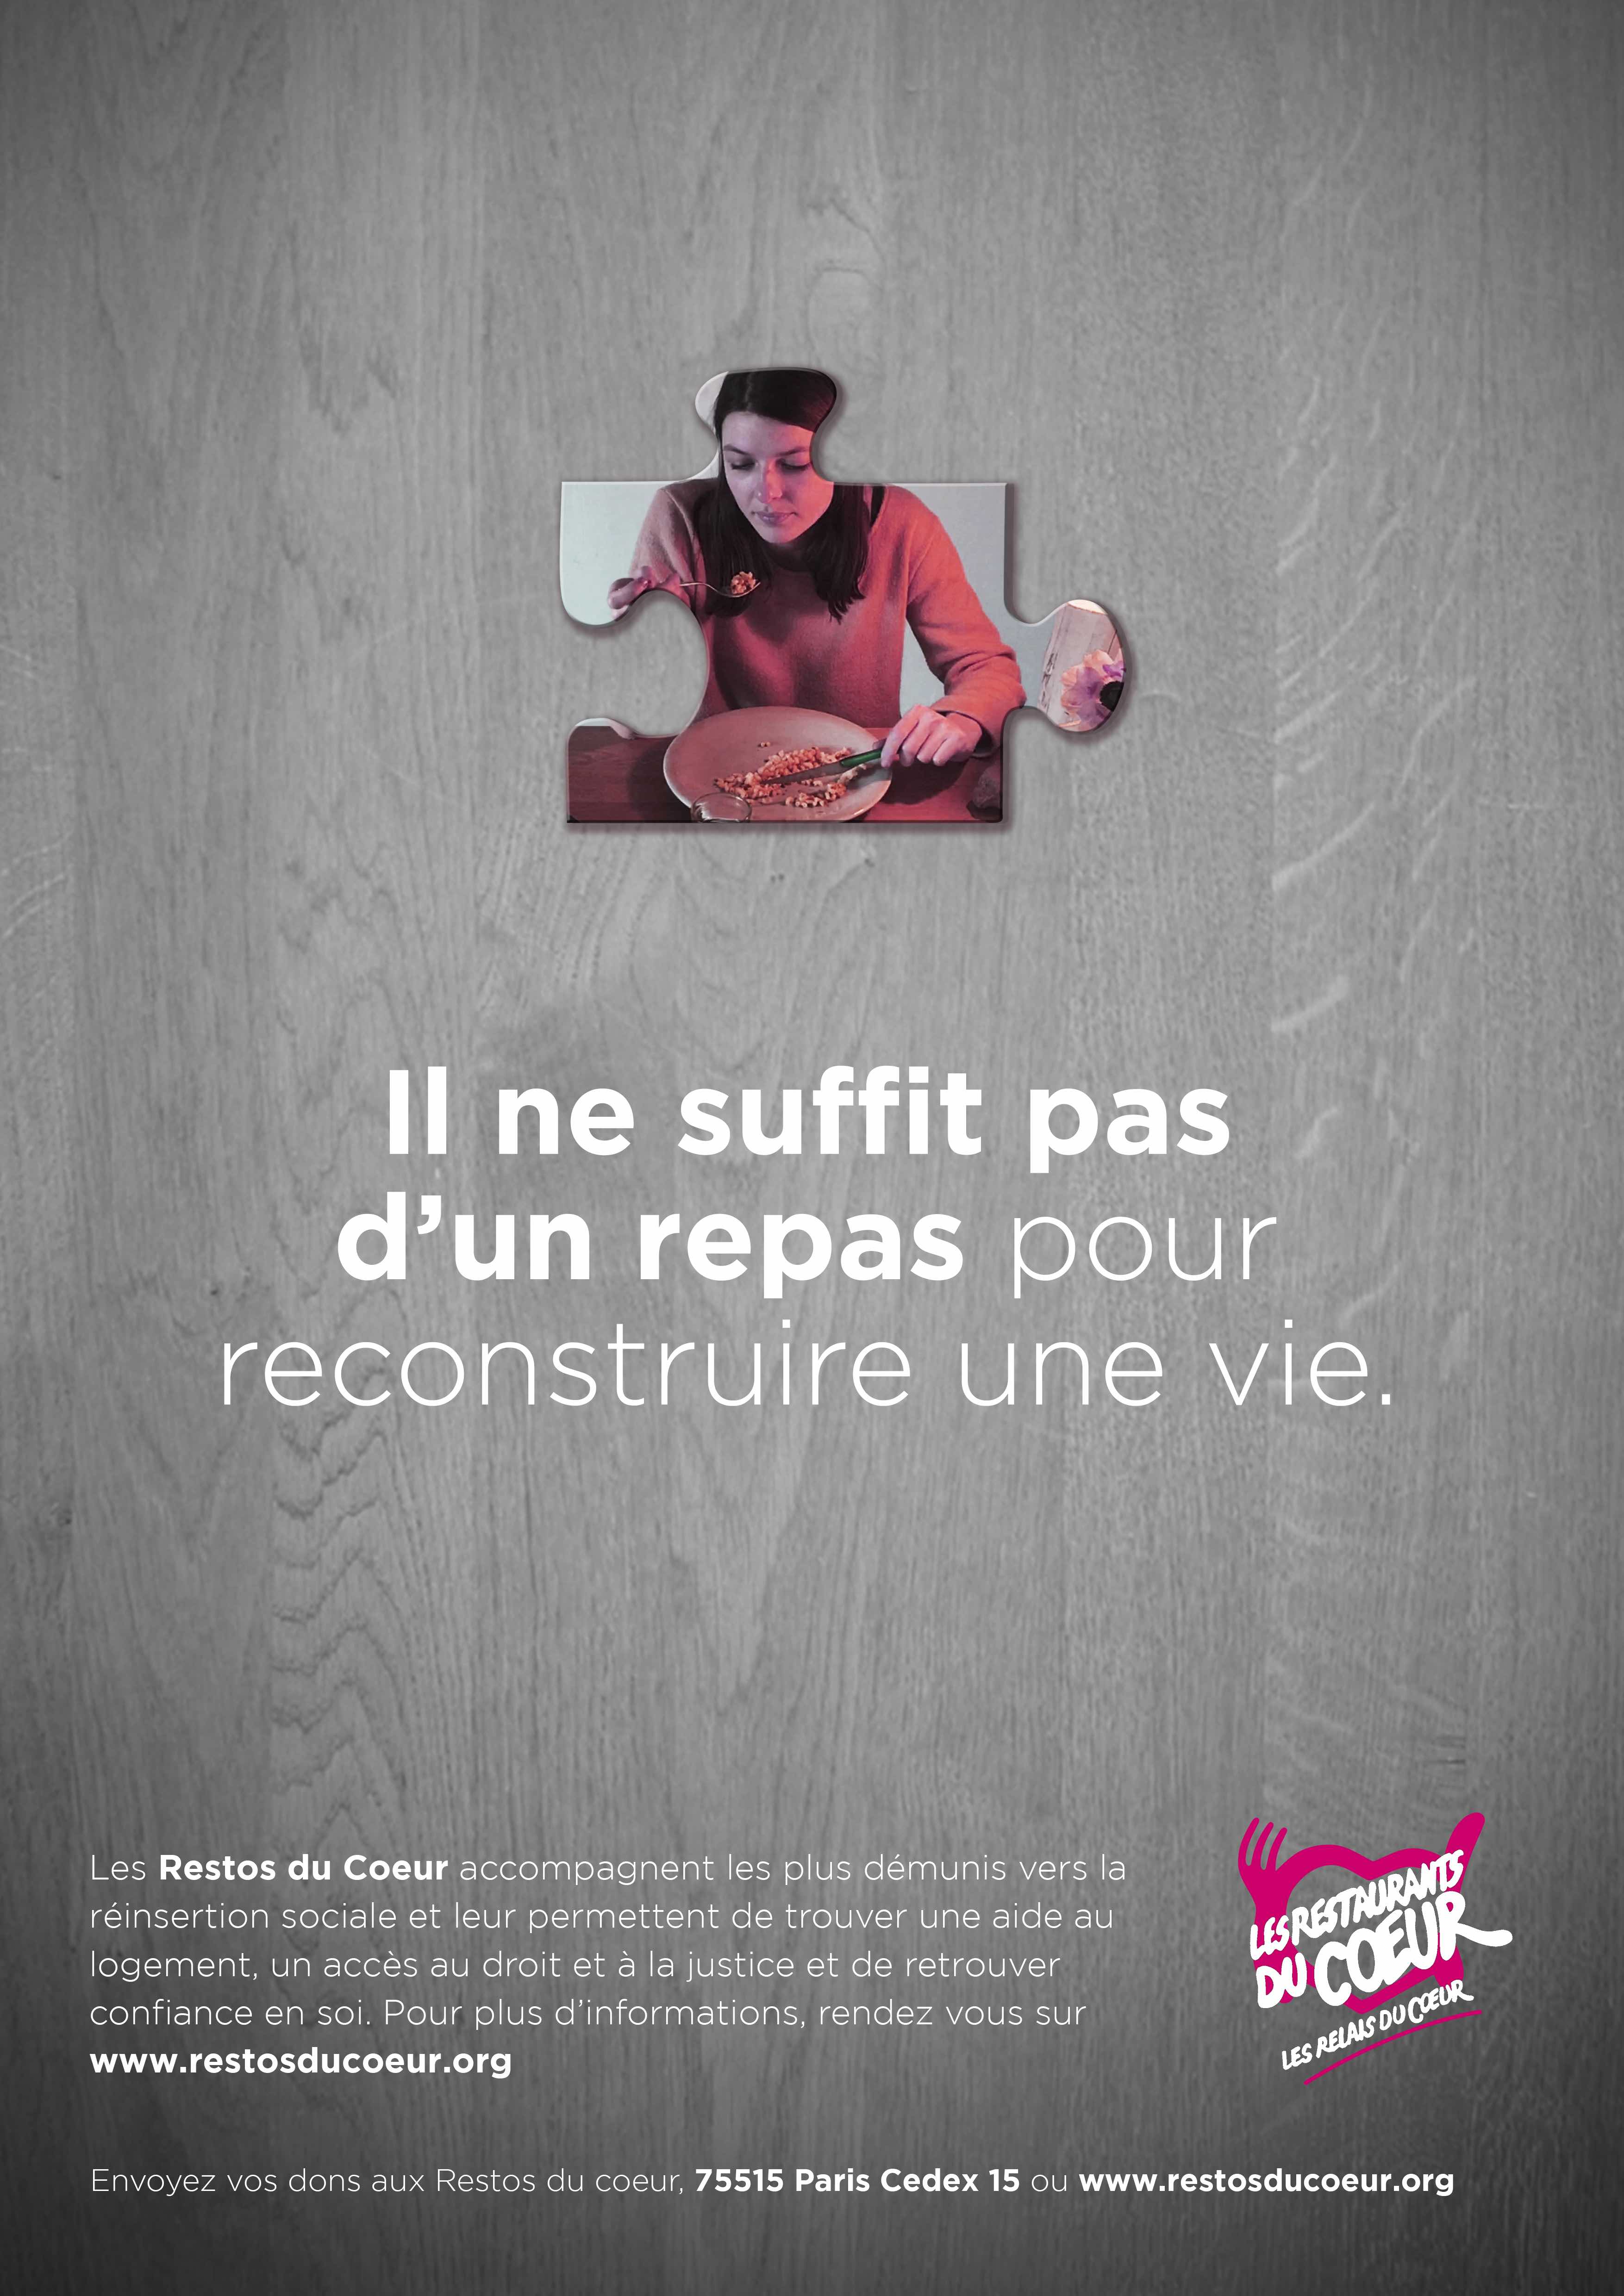 Il ne suffit pas
d’un repas pour
reconstruire une vie.
Les Restos du Coeur accompagnent les plus démunis vers la
réinsertion sociale et leur permettent de trouver une aide au
logement, un accès au droit et à la justice et de retrouver
confiance en soi. Pour plus d’informations, rendez vous sur
www.restosducoeur.org
LES RESTAURANTS
DU COEUR
LES RELAIS DU CŒUR
Envoyez vos dons aux Restos du coeur, 75515 Paris Cedex 15 ou www.restosducoeur.org